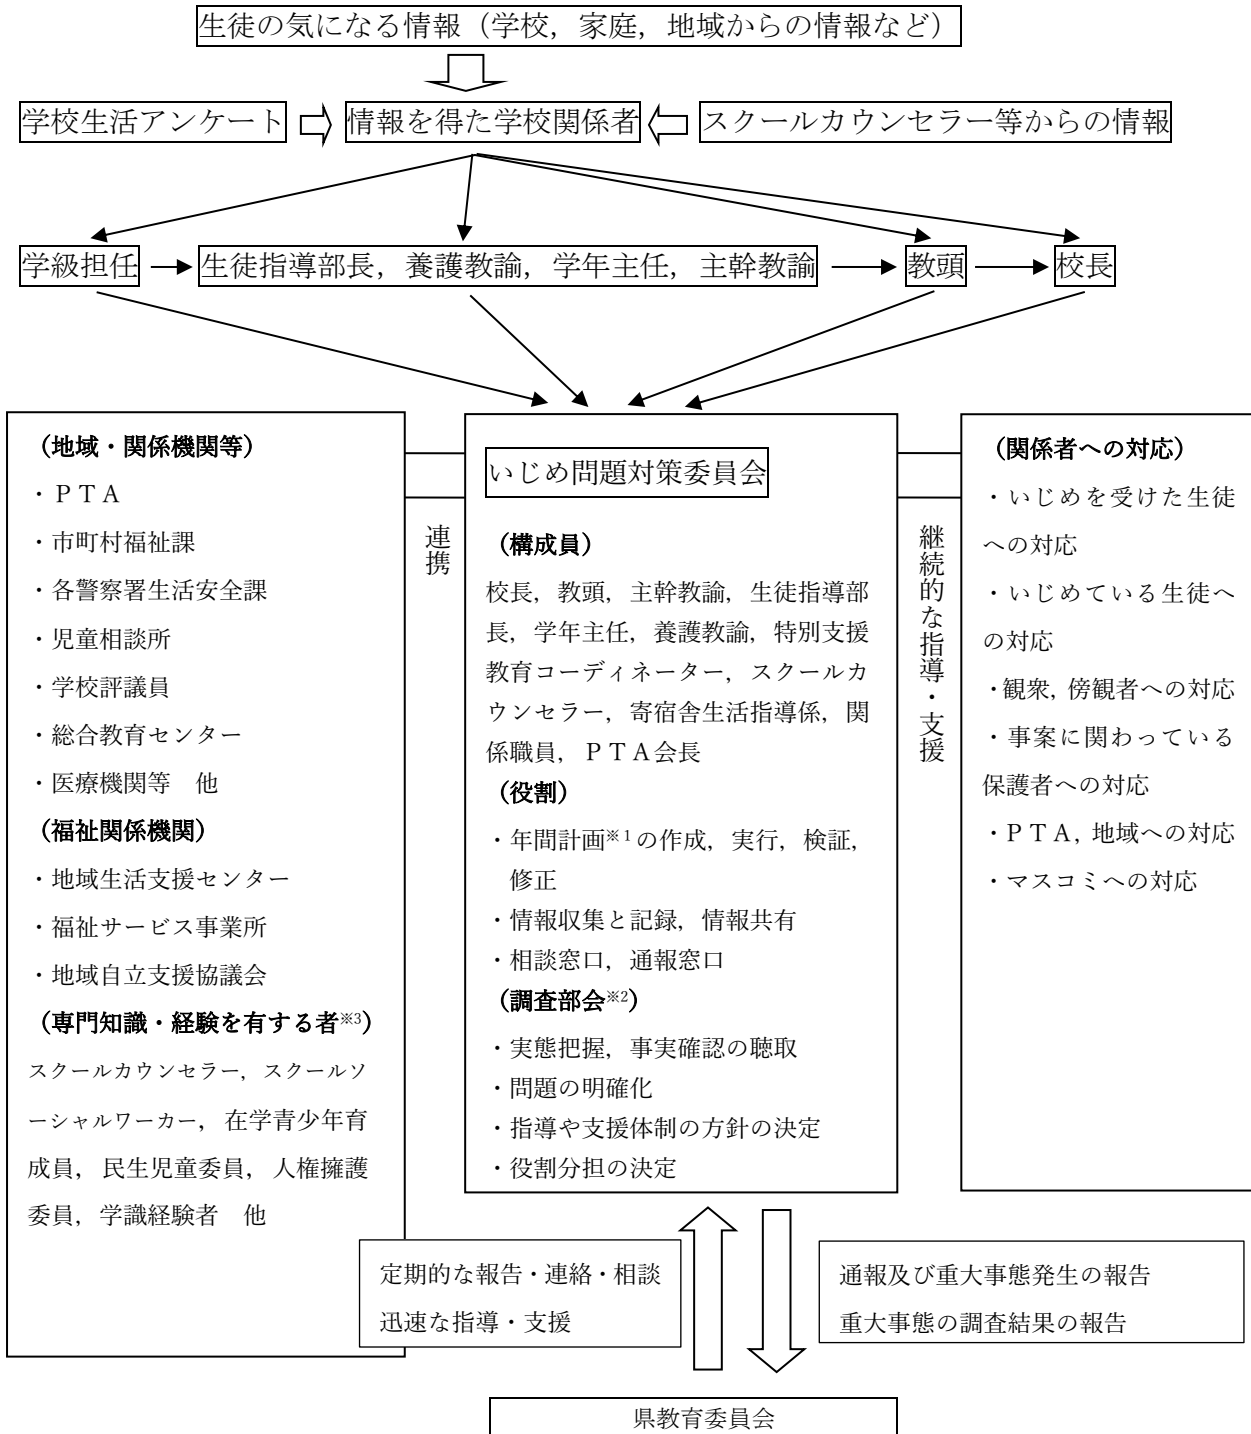 生徒の気になる情報（学校，家庭，地域からの情報など）
学校生活アンケート
情報を得た学校関係者
スクールカウンセラー等からの情報
学級担任
生徒指導部長，養護教諭，学年主任，主幹教諭
教頭
校長
（地域・関係機関等）
・ＰＴＡ
・市町村福祉課
・各警察署生活安全課
・児童相談所
・学校評議員
・総合教育センター
・医療機関等　他
（福祉関係機関）
・地域生活支援センター
・福祉サービス事業所
・地域自立支援協議会
（専門知識・経験を有する者※3）
スクールカウンセラー，スクールソ
ーシャルワーカー，在学青少年育
成員，民生児童委員，人権擁護
委員，学識経験者　他
連携
いじめ問題対策委員会
（構成員）
校長，教頭，主幹教諭，生徒指導部
長，学年主任，養護教諭，特別支援
教育コーディネーター，スクールカ
ウンセラー，寄宿舎生活指導係，関
係職員，ＰＴＡ会長
（役割）
・年間計画※1の作成，実行，検証，
修正
・情報収集と記録，情報共有
・相談窓口，通報窓口
（調査部会※2）
・実態把握，事実確認の聴取
・問題の明確化
・指導や支援体制の方針の決定
・役割分担の決定
継続的な指導・支援
（関係者への対応）
・いじめを受けた生徒
への対応
・いじめている生徒へ
の対応
・観衆，傍観者への対応
・事案に関わっている
保護者への対応
・ＰＴＡ，地域への対応
・マスコミへの対応
定期的な報告・連絡・相談
迅速な指導・支援
通報及び重大事態発生の報告
重大事態の調査結果の報告
県教育委員会